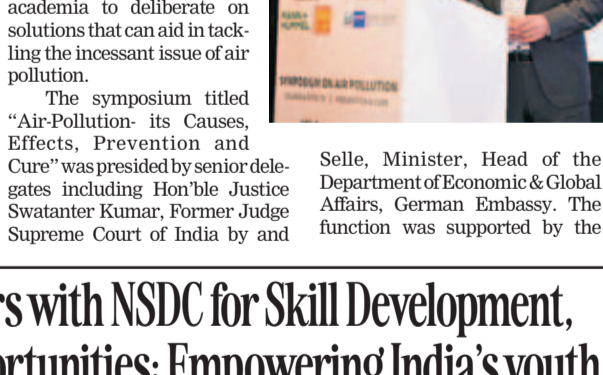 academia to deliberate on
solutions that can aid in tack-
ling the incessant issue of air
pollution.
The symposium titled
“Air-Pollution- its Causes,
Effects, Prevention and
Cure” was presided by senior dele-
gates including Hon'ble Justice
Swatanter Kumar, Former Judge
Supreme Court of India by and
MANN+
HUMMEL
SYMPOSIUM ON AIR POLLUTION
Selle, Minister, Head of the
Department of Economic & Global
Affairs, German Embassy. The
function was supported by the
rs with NSDC for Skill Development,
ortunities: Empowering India's youth